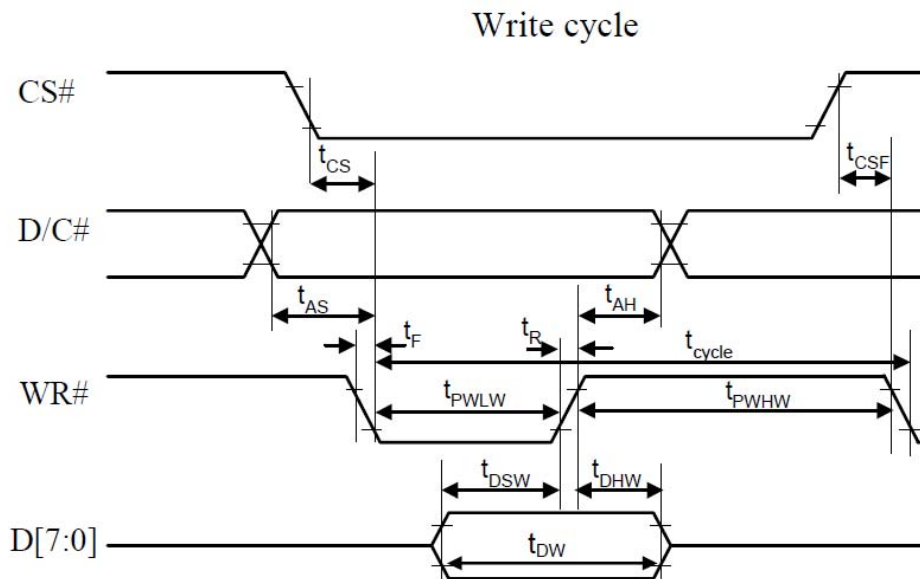 Write cycle
CS#
tCS
tCSF
D/C#
tAS
tAH
tF
tR
tcycle
WR#
tPWLW
tPWHW
tDSW
tDHW
D[7:0]
tDW